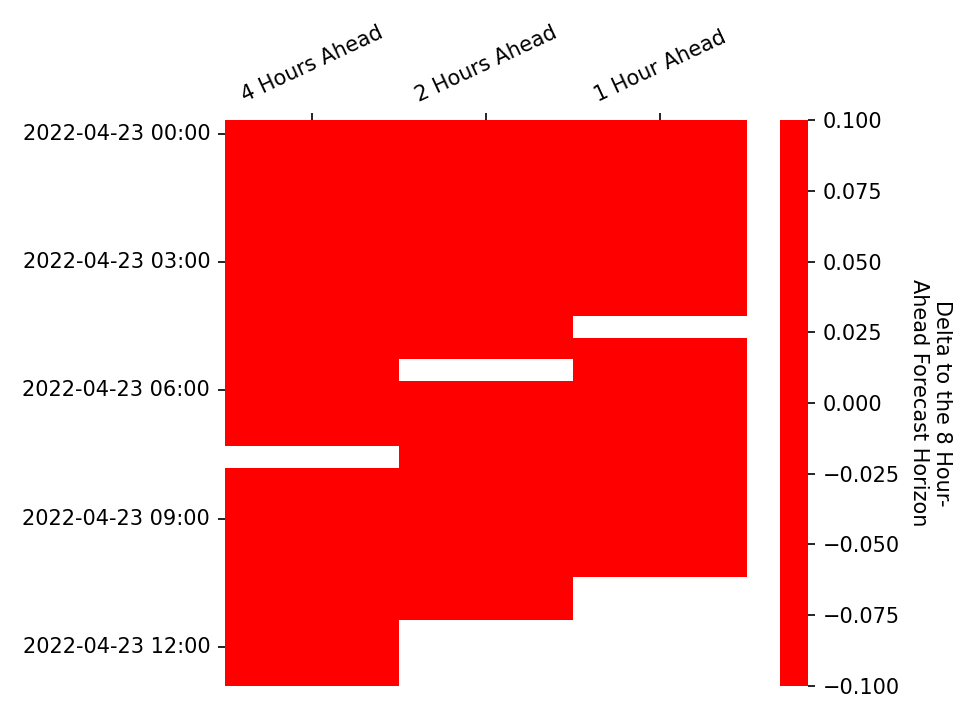 4 Hours Ahead
2 Hours Ahead
1 Hour Ahead
2022-04-23 00:00
2022-04-23 03:00
2022-04-23 06:00
2022-04-23 09:00
2022-04-23 12:00
0.100
0.075
0.050
0.025
0.000
−0.025
−0.050
−0.075
−0.100
Delta to the 8 Hour-
Ahead Forecast Horizon